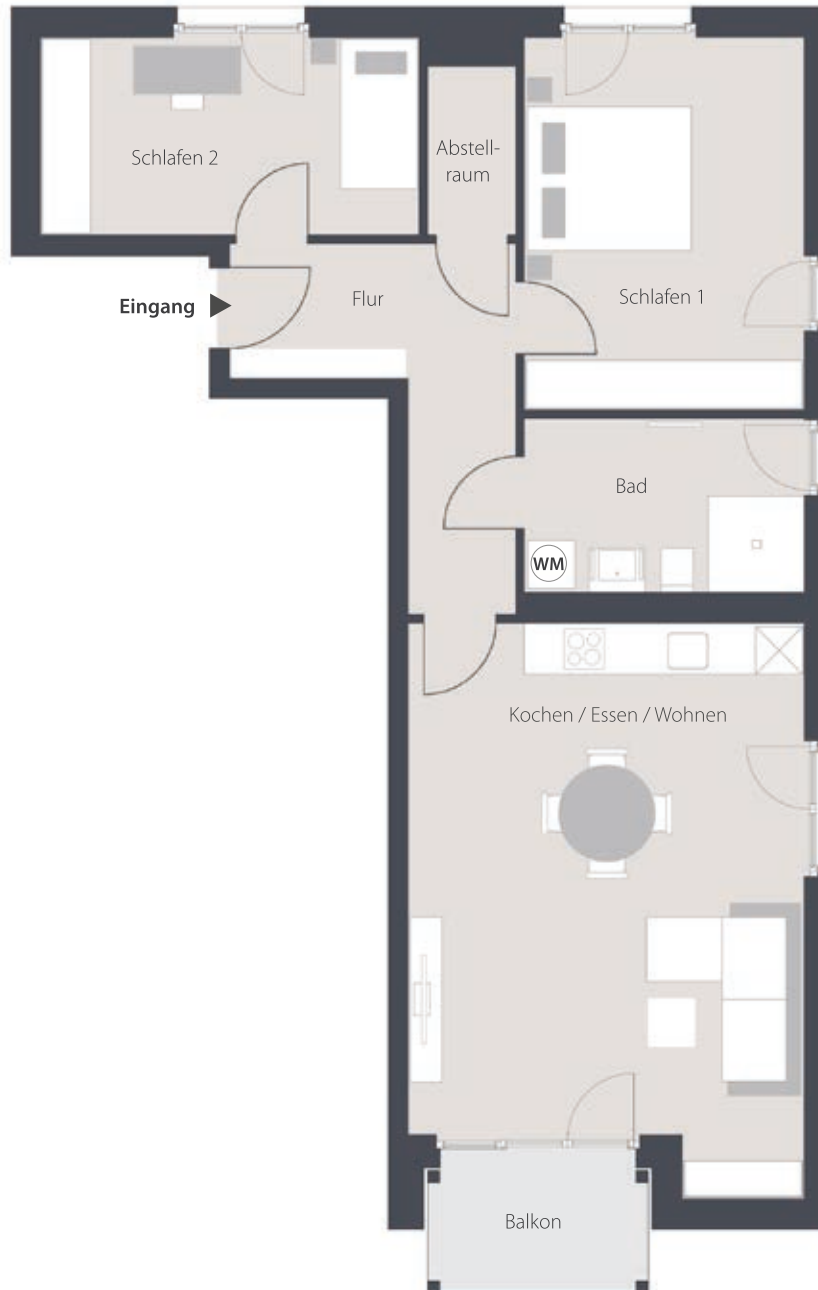 Abstell-
raum
Schlafen 2
Eingang
Flur
Schlafen 1
Bad
WM
Kochen / Essen / Wohnen
Balkon